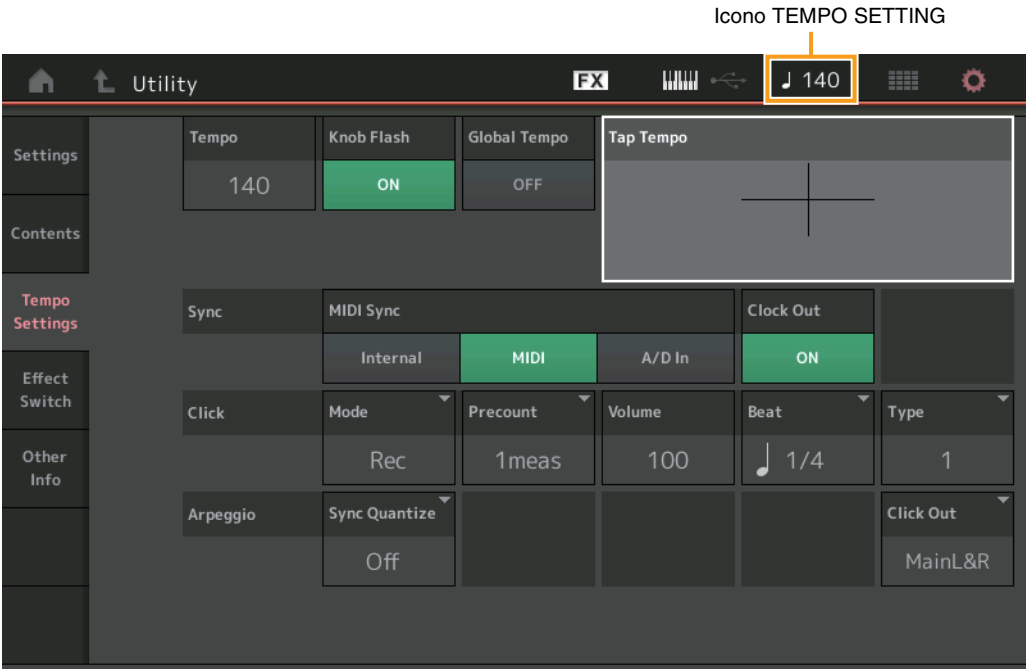 Icono TEMPO SETTING
Utility
FX
♩ 140
Settings
Contents
Tempo
Settings
Effect
Switch
Other
Info
Tempo
140
Knob Flash
ON
Global Tempo
OFF
Tap Tempo
Sync
MIDI Sync
Internal
MIDI
A/D In
Clock Out
ON
Click
Mode
Rec
Precount
1meas
Volume
100
Beat
♩ 1/4
Type
1
Arpeggio
Sync Quantize
Off
Click Out
MainL&R